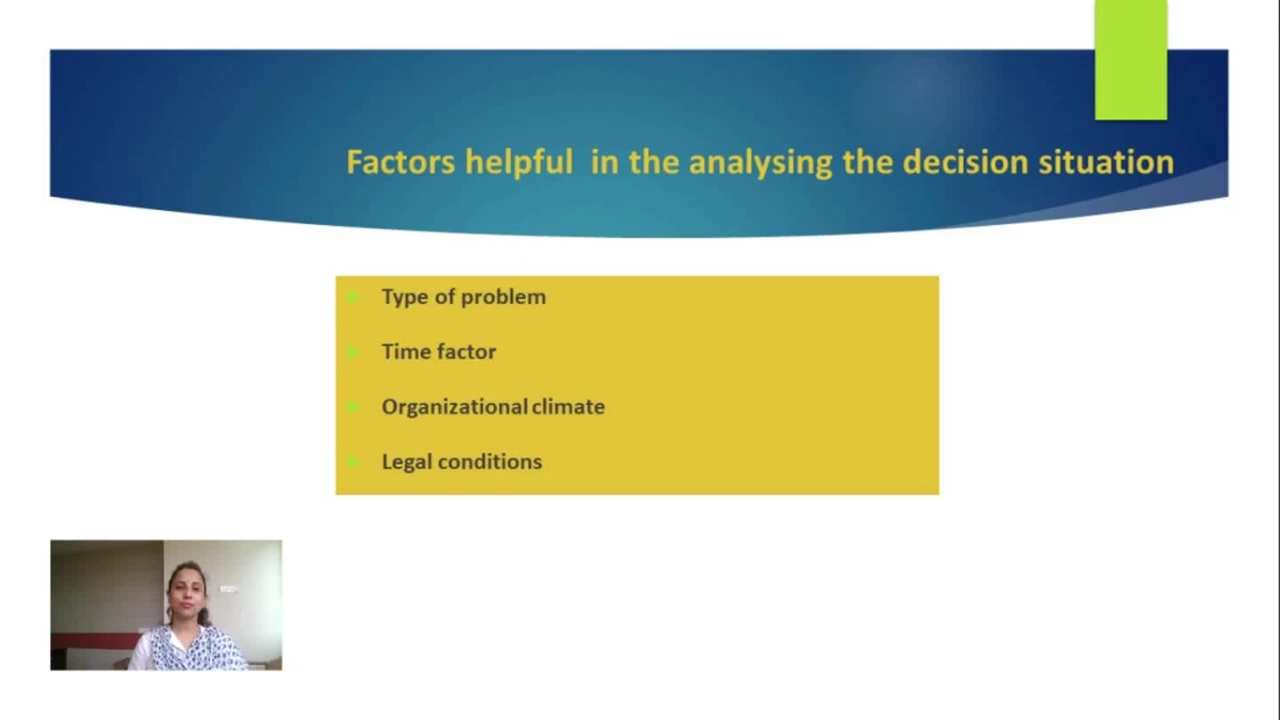 Factors helpful in the analysing the decision situation
Type of problem
Time factor
Organizational climate
Legal conditions